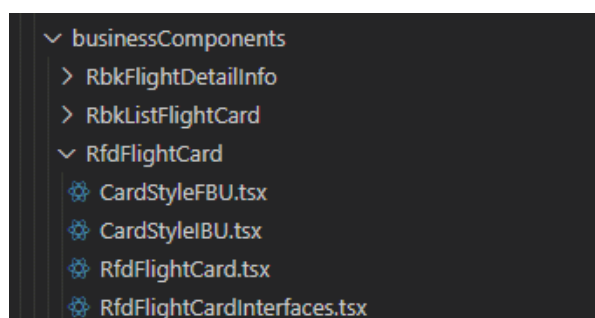 businessComponents
RbkFlightDetailInfo
RbkListFlightCard
RfdFlightCard
CardStyleFBU.tsx
CardStyleIBU.tsx
RfdFlightCard.tsx
RfdFlightCardInterfaces.tsx